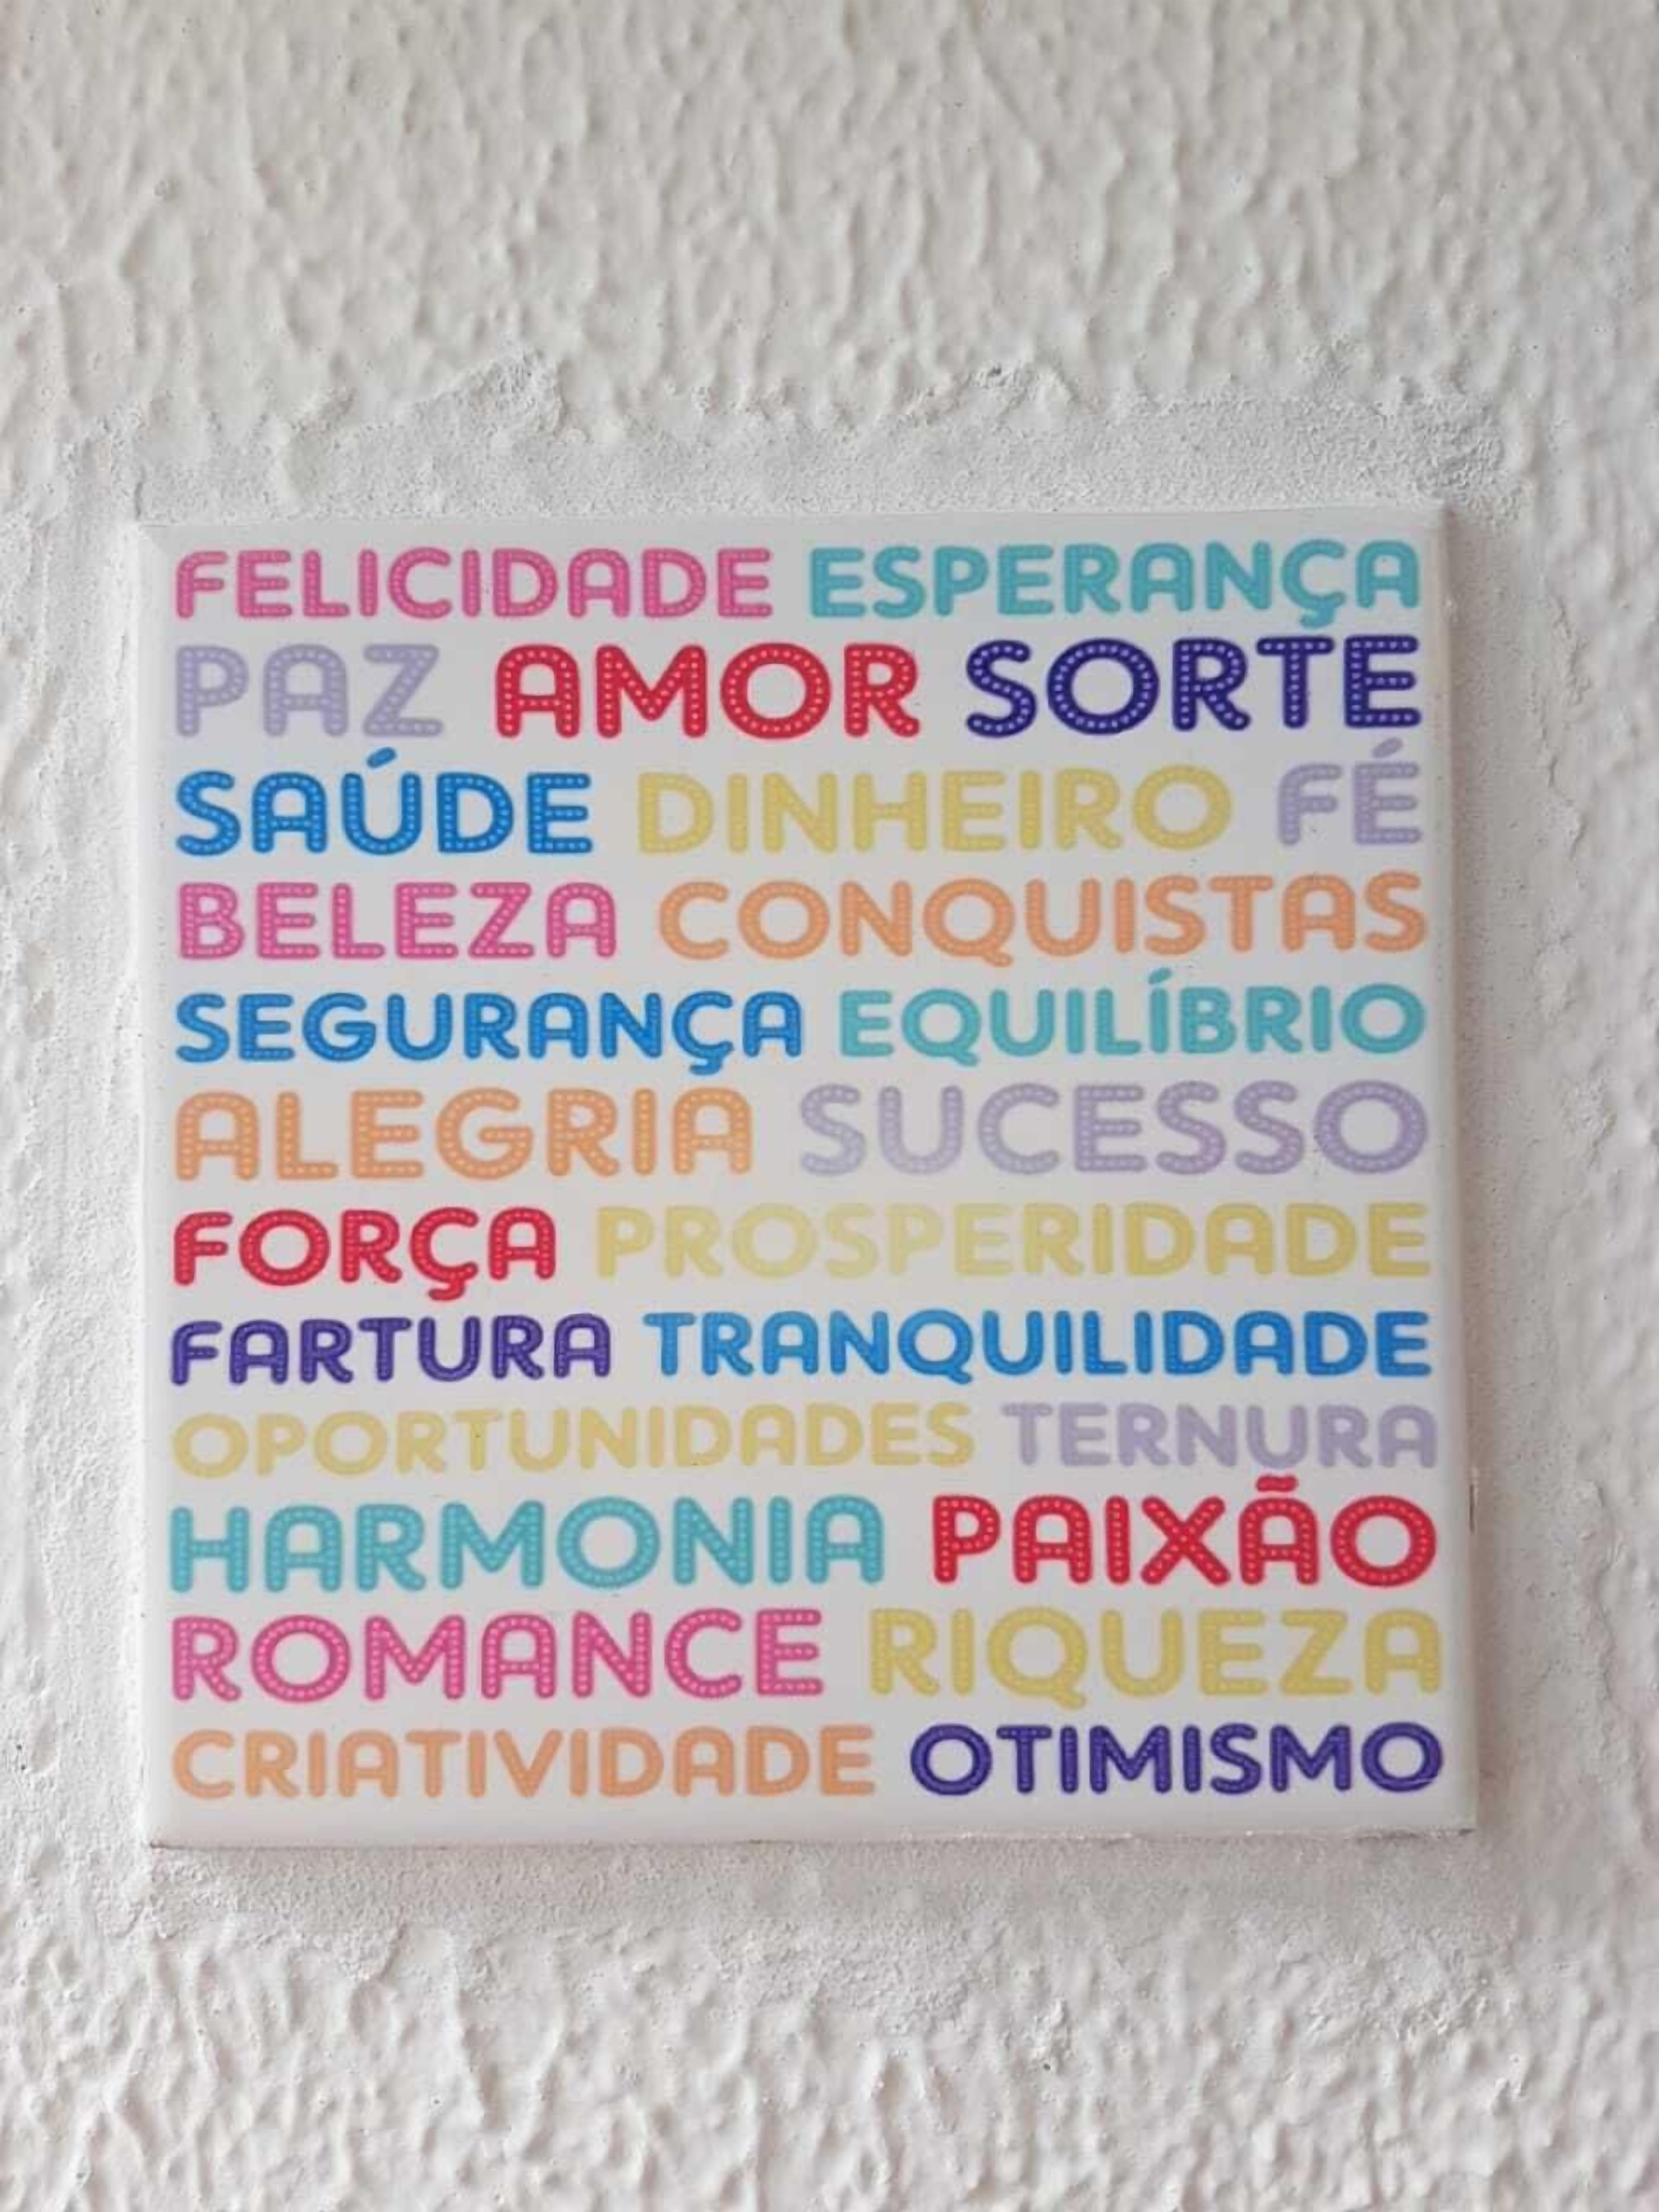 FELICIDADE ESPERANÇA
PAZ AMOR SORTE
SAÚDE DINHEIRO FÉ
BELEZA CONQUISTAS
SEGURANÇA EQUILÍBRIO
ALEGRIA SUCESSO
FORÇA PROSPERIDADE
FARTURA TRANQUILIDADE
OPORTUNIDADES TERNURA
HARMONIA PAIXÃO
ROMANCE RIQUEZA
CRIATIVIDADE OTIMISMO